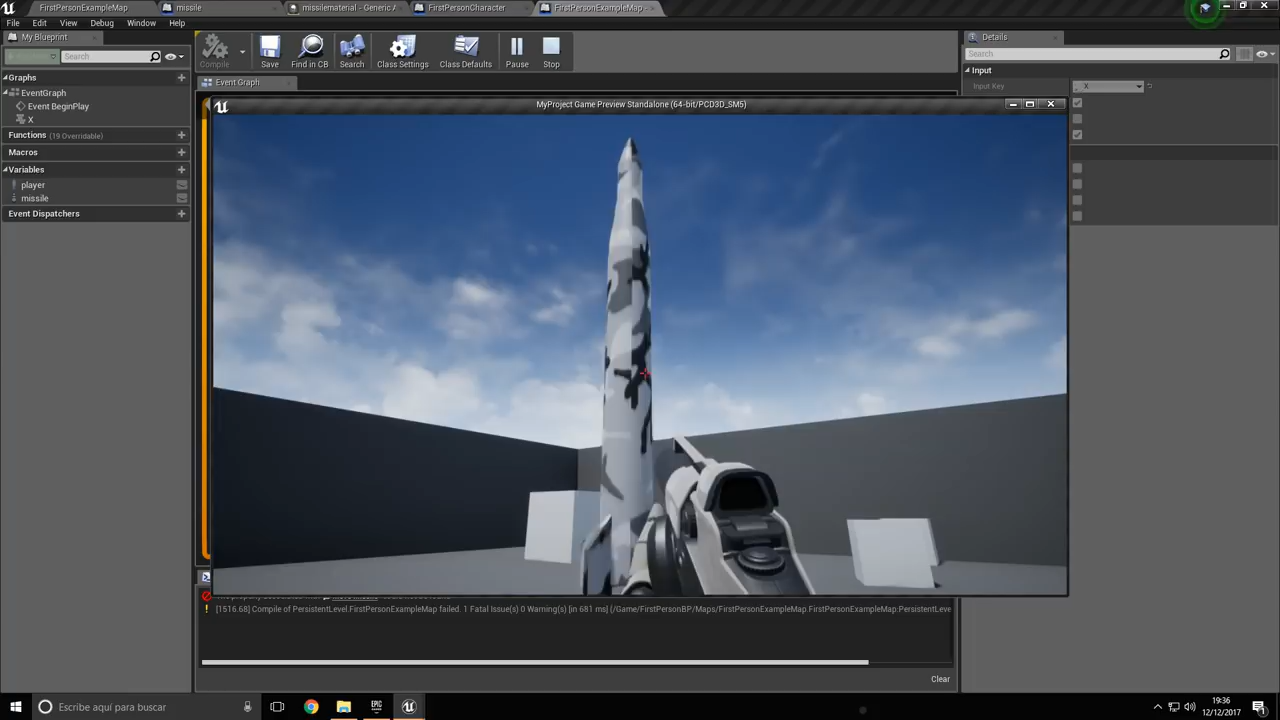 FirstPersonExampleMap
missile
missilematerial - Generic A
FirstPersonCharacter
FirstPersonExampleMap -
File
Edit
View
Debug
Window
Help
My Blueprint
Search
Graphs
EventGraph
Event BeginPlay
X
Functions (19 Overridable)
Macros
Variables
player
missile
Event Dispatchers
Compile
Save
Find in CB
Search
Class Settings
Class Defaults
Pause
Stop
Event Graph
MyProject Game Preview Standalone (64-bit/PCD3D_SM5)
Details
Search
Input
Input Key
X
[1516.68] Compile of PersistentLevel.FirstPersonExampleMap failed. 1 Fatal Issue(s) 0 Warning(s) [in 681 ms] (/Game/FirstPersonBP/Maps/FirstPersonExampleMap.FirstPersonExampleMap:PersistentLeve
Clear
Escribe aquí para buscar
EPIC
19:36
12/12/2017